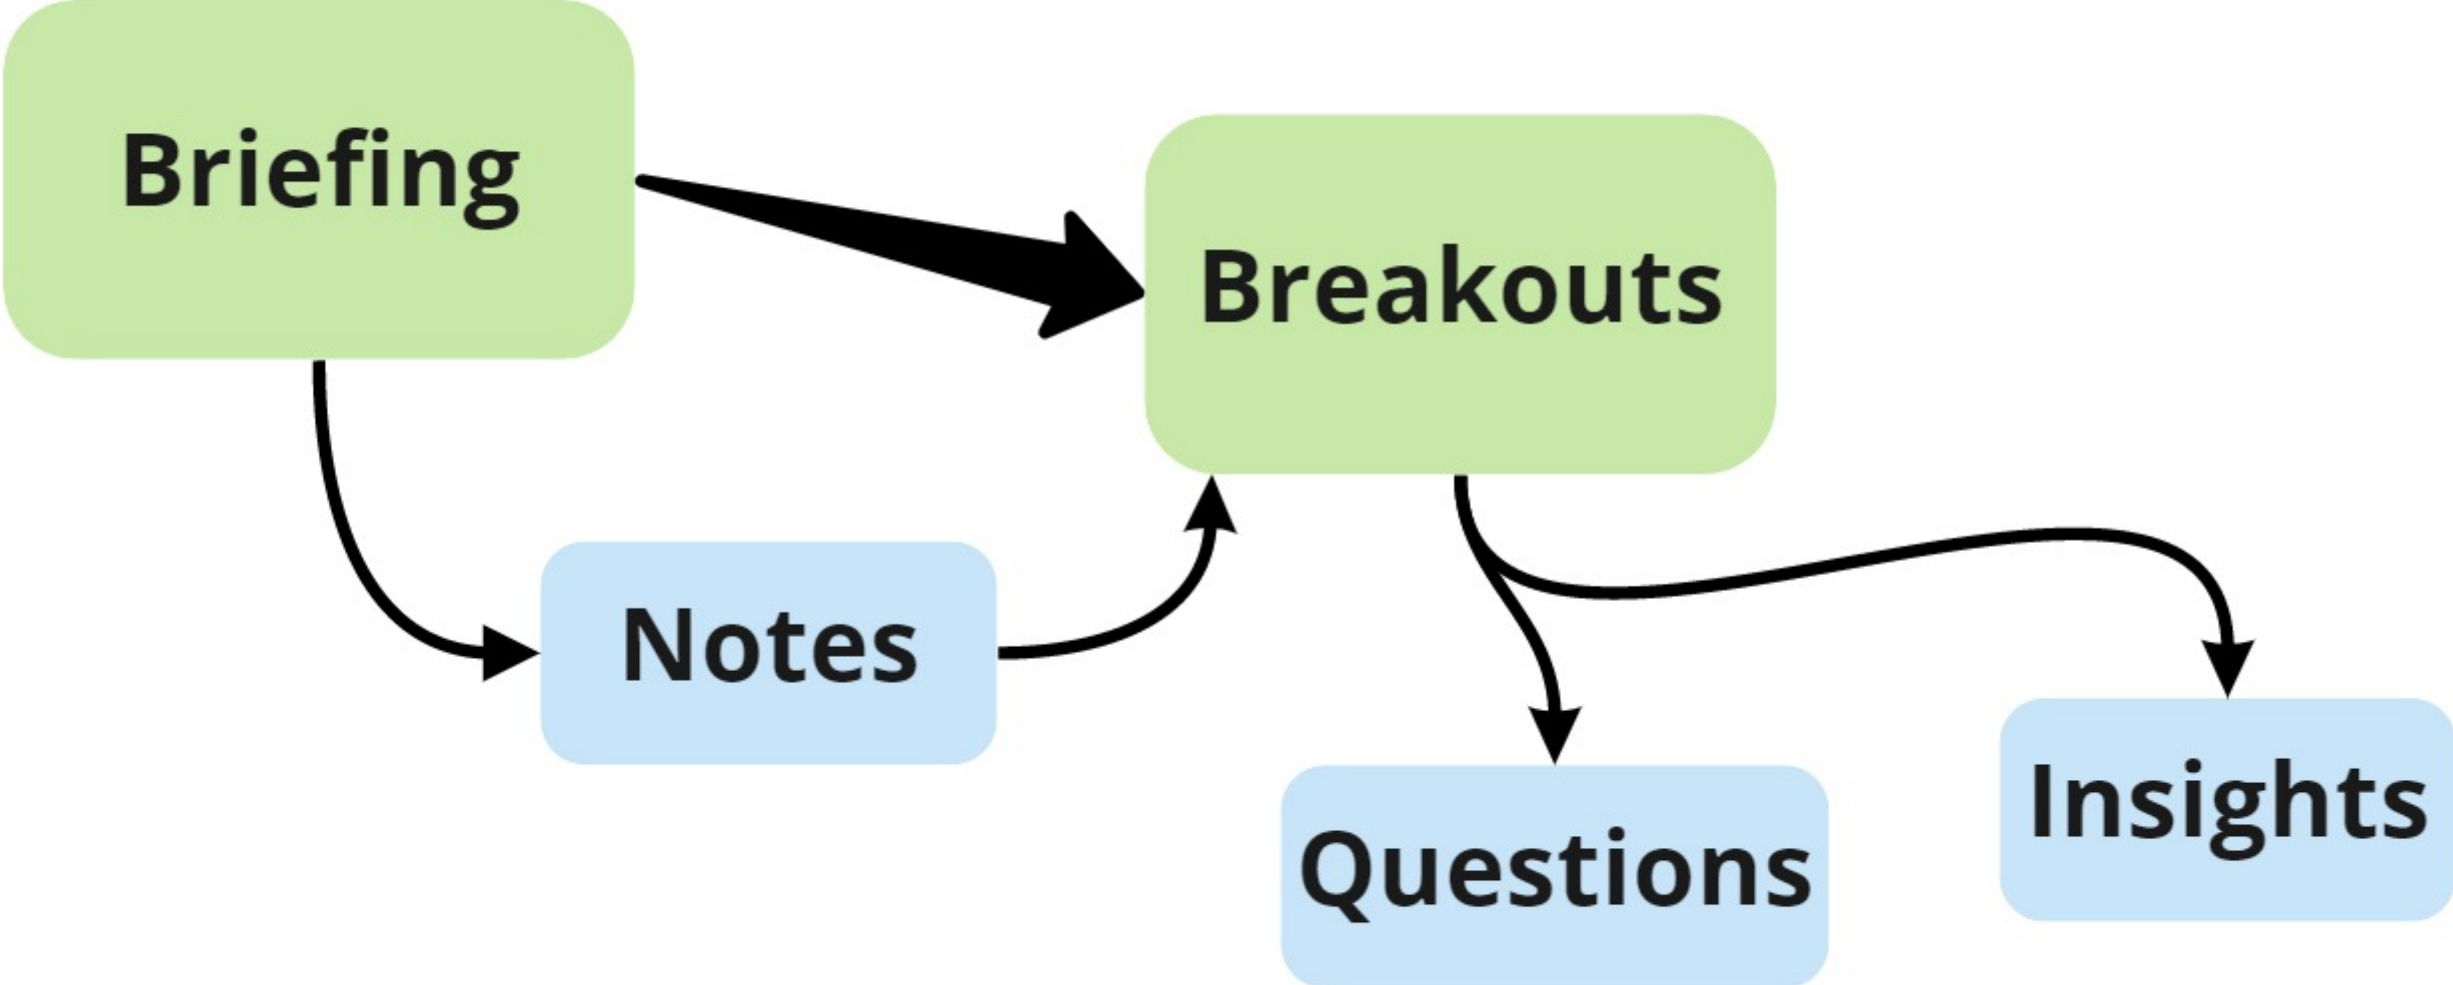 Briefing
Breakouts
Notes
Questions
Insights